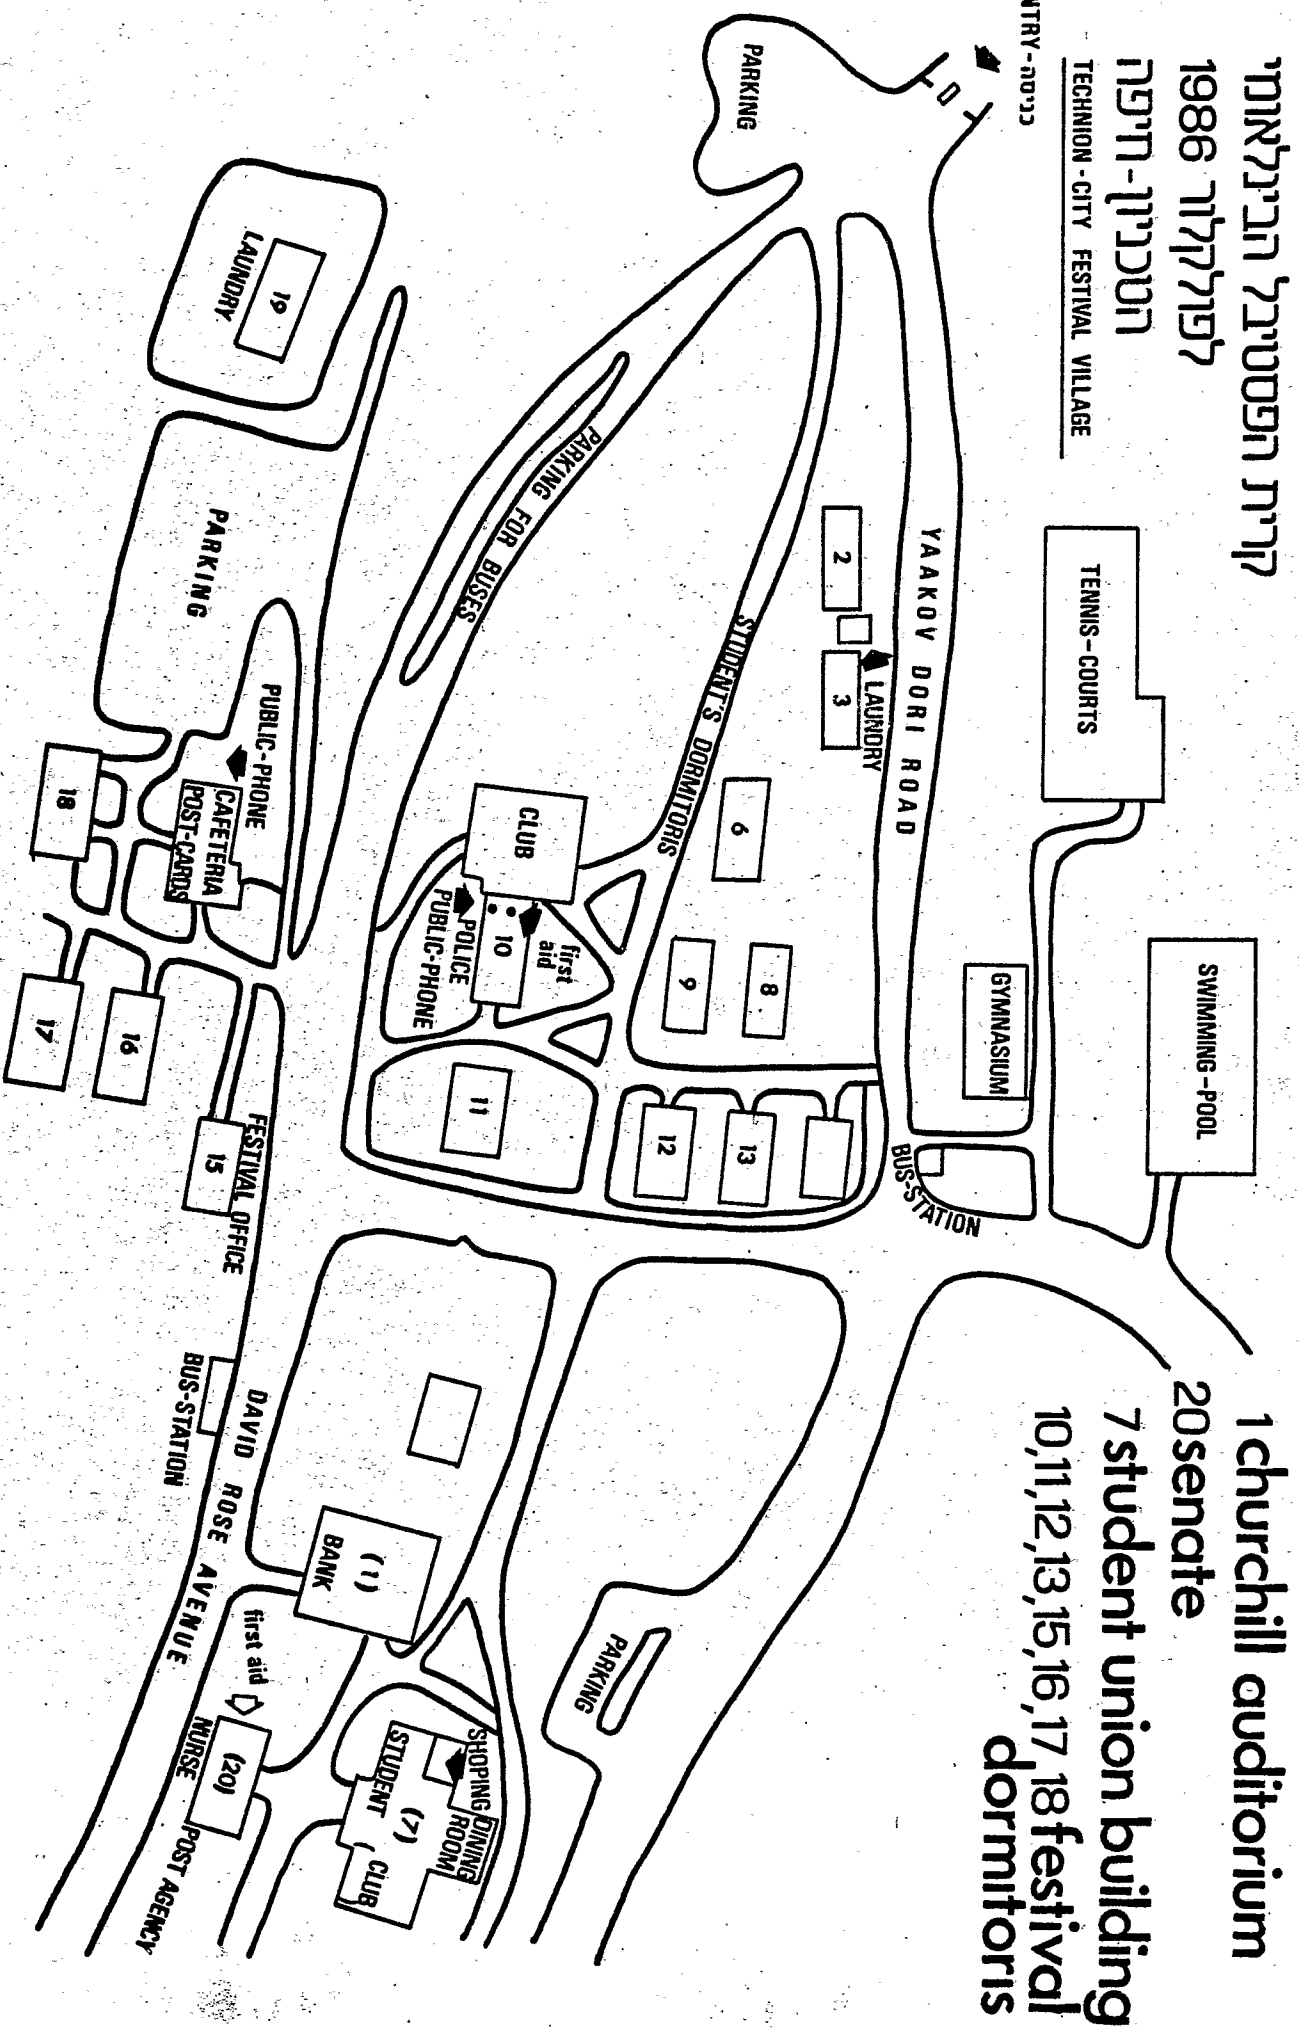 קרית הפסטיבל הבינלאומי
לפולקלור 1986
הטכניון-חיפה
TECHNION-CITY FESTIVAL VILLAGE
NTRY-כניסה
1 churchill auditorium
20 senate
7 student union building
10,11,12,13,15,16,17,18 festival
dormitoris
TENNIS-COURTS
SWIMMING-POOL
GYMNASIUM
PARKING
YAAKOV DORI ROAD
BUS-STATION
2
3
LAUNDRY
6
8
9
STUDENT'S DORMITORIS
12
13
PARKING FOR BUSES
CLUB
10
first
aid
POLICE
PUBLIC-PHONE
11
PARKING
SHOPING
DINING
ROOM
(7)
STUDENT
CLUB
(1)
BANK
LAUNDRY
19
PARKING
PUBLIC-PHONE
CAFETERIA
POST-CARDS
18
17
16
15
FESTIVAL OFFICE
DAVID ROSE AVENUE
BUS-STATION
first aid
(20)
NURSE
POST AGENCY